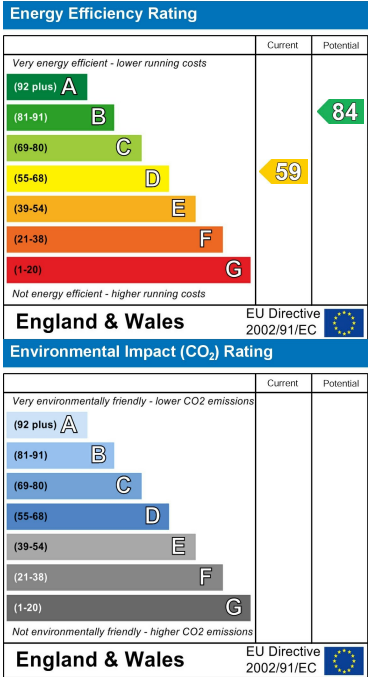 Energy Efficiency Rating
Current Potential
Very energy efficient - lower running costs
(92 plus) A
(81-91) B
84
(69-80) C
(55-68) D
59
(39-54) E
(21-38) F
(1-20) G
Not energy efficient - higher running costs
England & Wales
EU Directive
2002/91/EC
Environmental Impact (CO₂) Rating
Current Potential
Very environmentally friendly - lower CO2 emissions
(92 plus) A
(81-91) B
(69-80) C
(55-68) D
(39-54) E
(21-38) F
(1-20) G
Not environmentally friendly - higher CO2 emissions
England & Wales
EU Directive
2002/91/EC